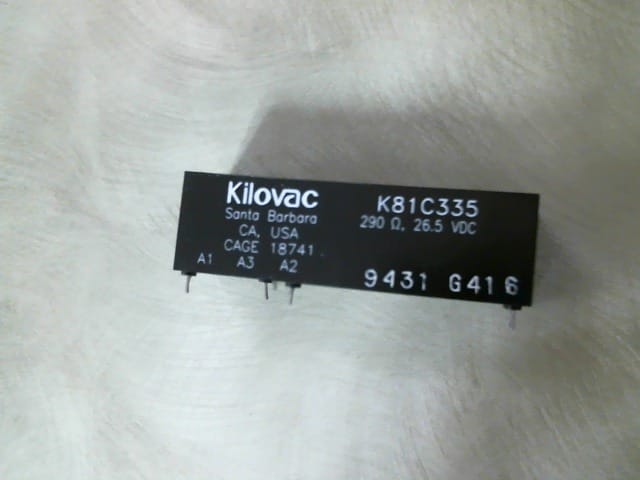 Kilovac
Santa Barbara
CA, USA
CAGE 18741
A1 A3 A2
K81C335
290 Ω, 26.5 VDC
9431 G416